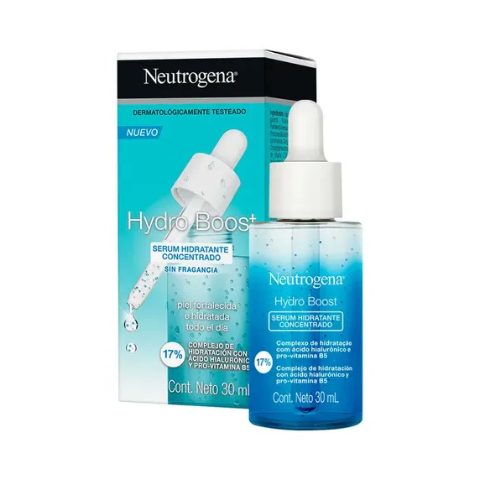 Neutrogena®
DERMATOLÓGICAMENTE TESTEADO
NUEVO
Hydro Boost
SERUM HIDRATANTE
CONCENTRADO
SIN FRAGANCIA
piel fortalecida
e hidratada
todo el día
17%
COMPLEJO DE
HIDRATACIÓN CON
ÁCIDO HIALURÓNICO
Y PRO-VITAMINA B5
Cont. Neto 30 mL
Neutrogena®
Hydro Boost
SERUM HIDRATANTE
CONCENTRADO
17%
Complexo de hidratação
com ácido hialurônico e
pro-vitamina B5
Complejo de hidratación
con ácido hialurónico y
pro-vitamina B5
Cont. Neto 30 mL